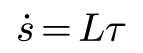 ṡ = Lτ